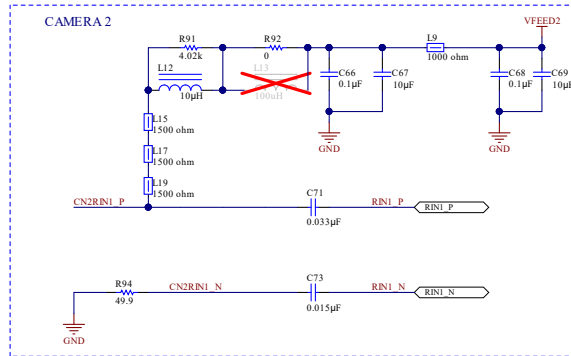 CAMERA 2
VFEED2
R91
4.02k
R92
0
L12
10µH
L13
100uH
L9
1000 ohm
C66
0.1µF
C67
10µF
C68
0.1µF
C69
10µF
GND
GND
L15
1500 ohm
L17
1500 ohm
L19
1500 ohm
CN2RIN1_P
C71
0.033µF
RIN1_P
RIN1_P
R94
49.9
CN2RIN1_N
C73
0.015µF
RIN1_N
RIN1_N
GND